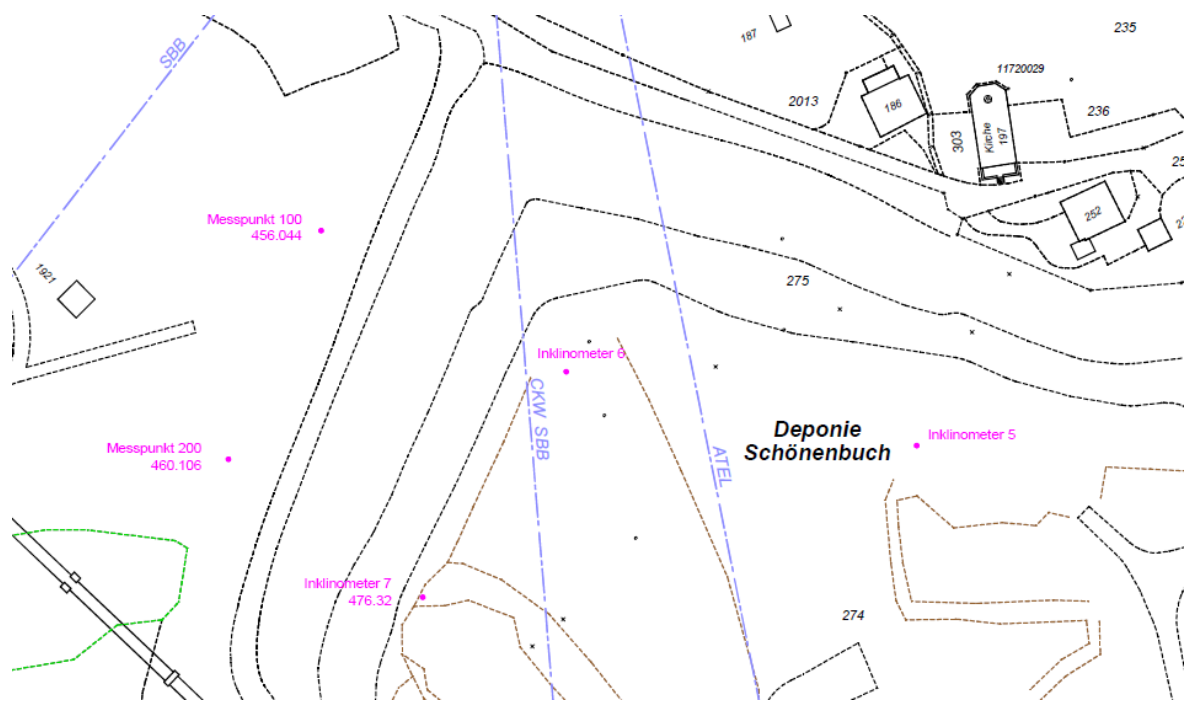 SBB
187
235
11720029
2013
186
236
303
Kirche
197
252
Messpunkt 100
456.044
1921
275
Inklinometer 6
CKW SBB
ATEL
Deponie
Schönenbuch
Inklinometer 5
Messpunkt 200
460.106
Inklinometer 7
476.32
274